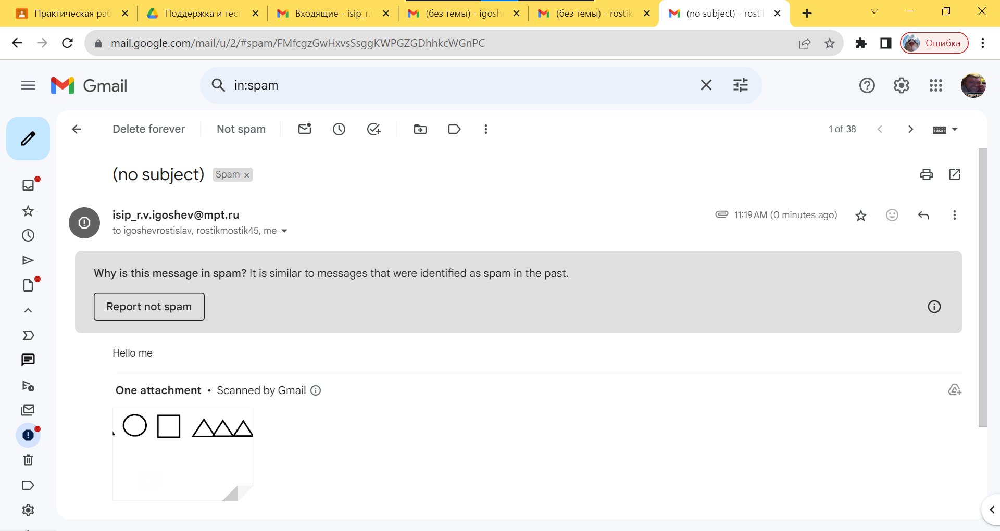 Практическая раб
Поддержка и тест
Входящие - isip_r.v
(без темы) - igosh
(без темы) - rostik
(no subject) - rosti
mail.google.com/mail/u/2/#spam/FMfcgzGwHxvsSsggKWPGZGDhhkcWGnPC
Ошибка
Gmail
in:spam
Delete forever
Not spam
1 of 38
(no subject)
Spam
isip_r.v.igoshev@mpt.ru
11:19 AM (0 minutes ago)
to igoshevrostislav, rostikmostik45, me
Why is this message in spam? It is similar to messages that were identified as spam in the past.
Report not spam
Hello me
One attachment • Scanned by Gmail